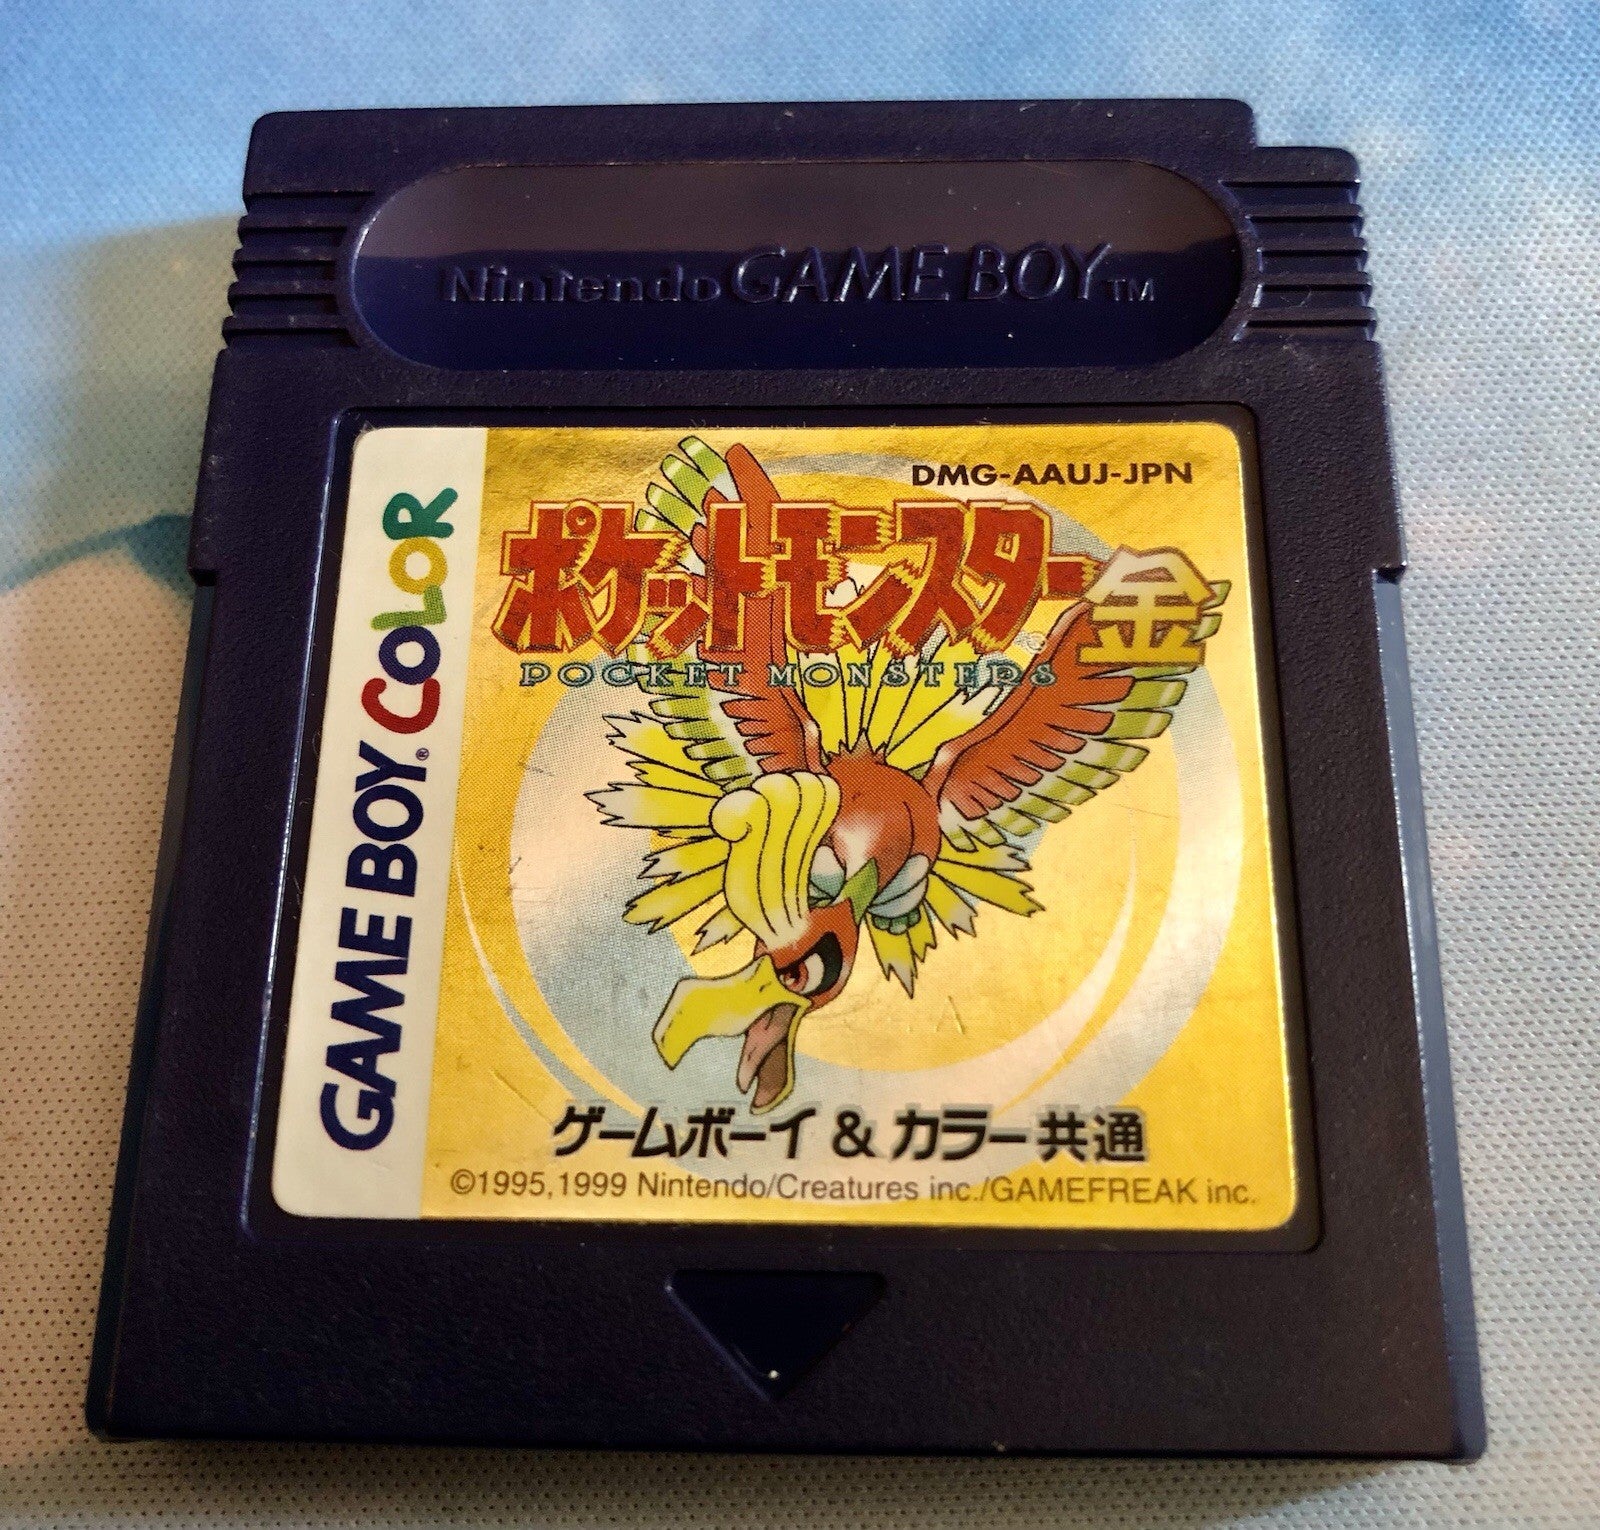 Nintendo GAME BOY™
GAME BOY® COLOR
DMG-AAUJ-JPN
ポケットモンスター 金
POCKET MONSTERS
ゲームボーイ & カラー共通
©1995,1999 Nintendo/Creatures inc./GAMEFREAK inc.